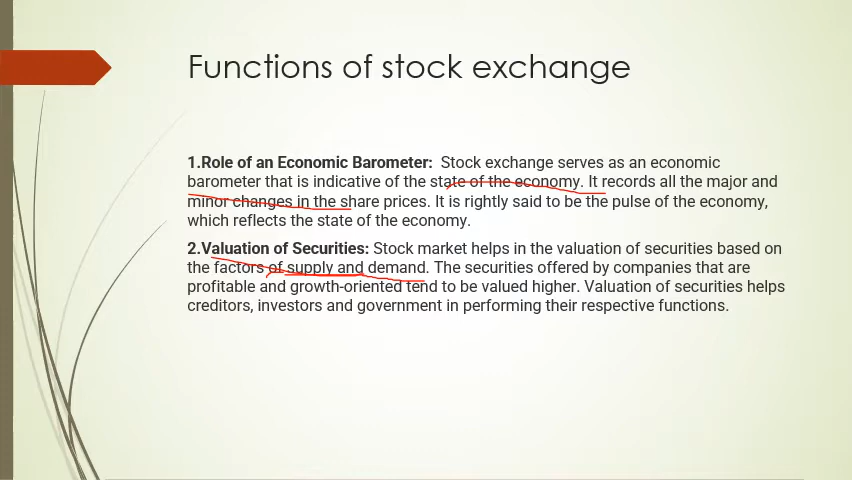 Functions of stock exchange
1.Role of an Economic Barometer: Stock exchange serves as an economic
barometer that is indicative of the state of the economy. It records all the major and
minor changes in the share prices. It is rightly said to be the pulse of the economy,
which reflects the state of the economy.
2.Valuation of Securities: Stock market helps in the valuation of securities based on
the factors of supply and demand. The securities offered by companies that are
profitable and growth-oriented tend to be valued higher. Valuation of securities helps
creditors, investors and government in performing their respective functions.